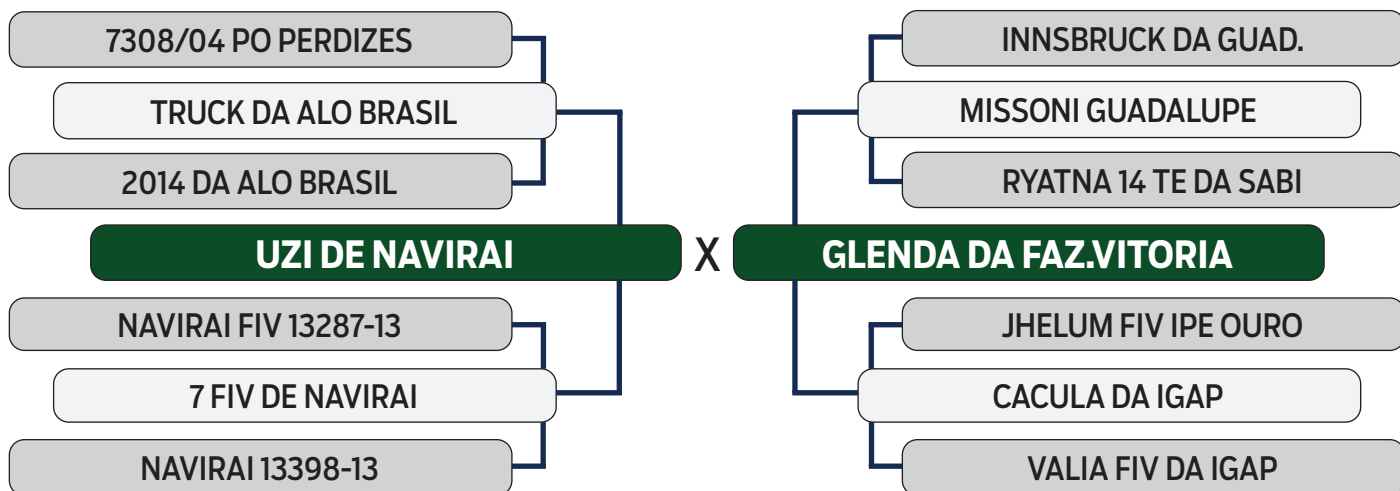 7308/04 PO PERDIZES
TRUCK DA ALO BRASIL
2014 DA ALO BRASIL
UZI DE NAVIRAI
NAVIRAI FIV 13287-13
7 FIV DE NAVIRAI
NAVIRAI 13398-13
X
INNSBRUCK DA GUAD.
MISSONI GUADALUPE
RYATNA 14 TE DA SABI
GLENDA DA FAZ.VITORIA
JHELUM FIV IPE OURO
CACULA DA IGAP
VALIA FIV DA IGAP